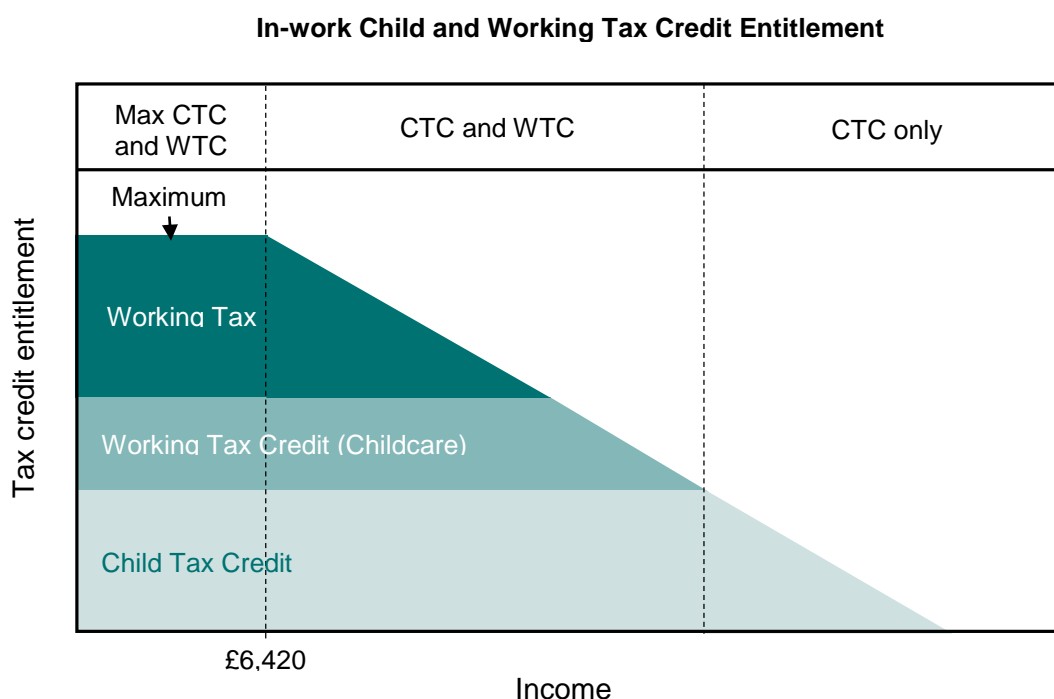 In-work Child and Working Tax Credit Entitlement
Max CTC
and WTC
CTC and WTC
CTC only
Maximum
Working Tax
Working Tax Credit (Childcare)
Child Tax Credit
Tax credit entitlement
£6,420
Income